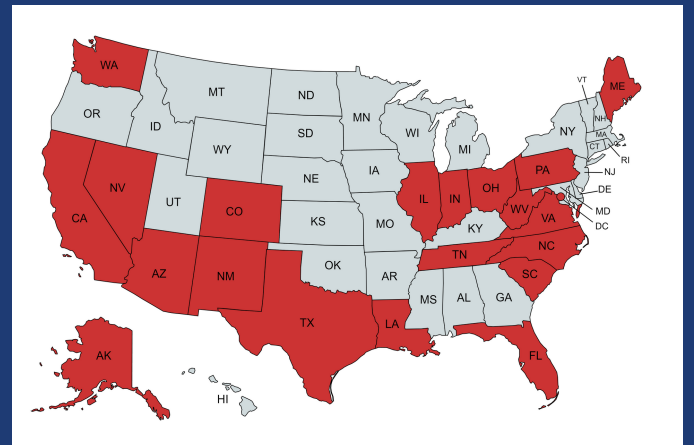 WA
ME
VT
MT
ND
OR
MN
NH
ID
SD
WI
NY
MA
CT
WY
MI
RI
IA
PA
NJ
NE
NV
OH
DE
IL
IN
UT
CO
WV
MD
CA
KS
MO
VA
DC
KY
NC
TN
OK
AZ
NM
AR
SC
MS
AL
GA
TX
LA
AK
FL
HI